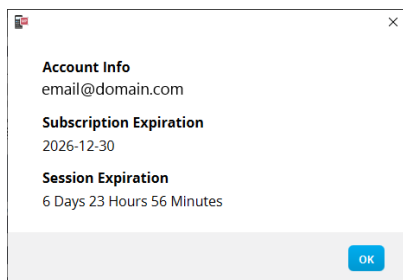 Account Info
email@domain.com
Subscription Expiration
2026-12-30
Session Expiration
6 Days 23 Hours 56 Minutes
OK